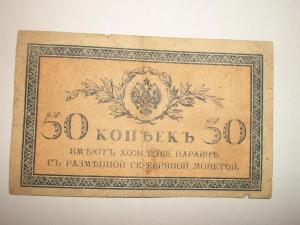 50 КОПѢЕКЪ 50
ИМѢЮТЪ ХОЖДЕНІЕ НАРАВНѢ
СЪ РАЗМѢННОЙ СЕРЕБРЯНОЙ МОНЕТОЙ.